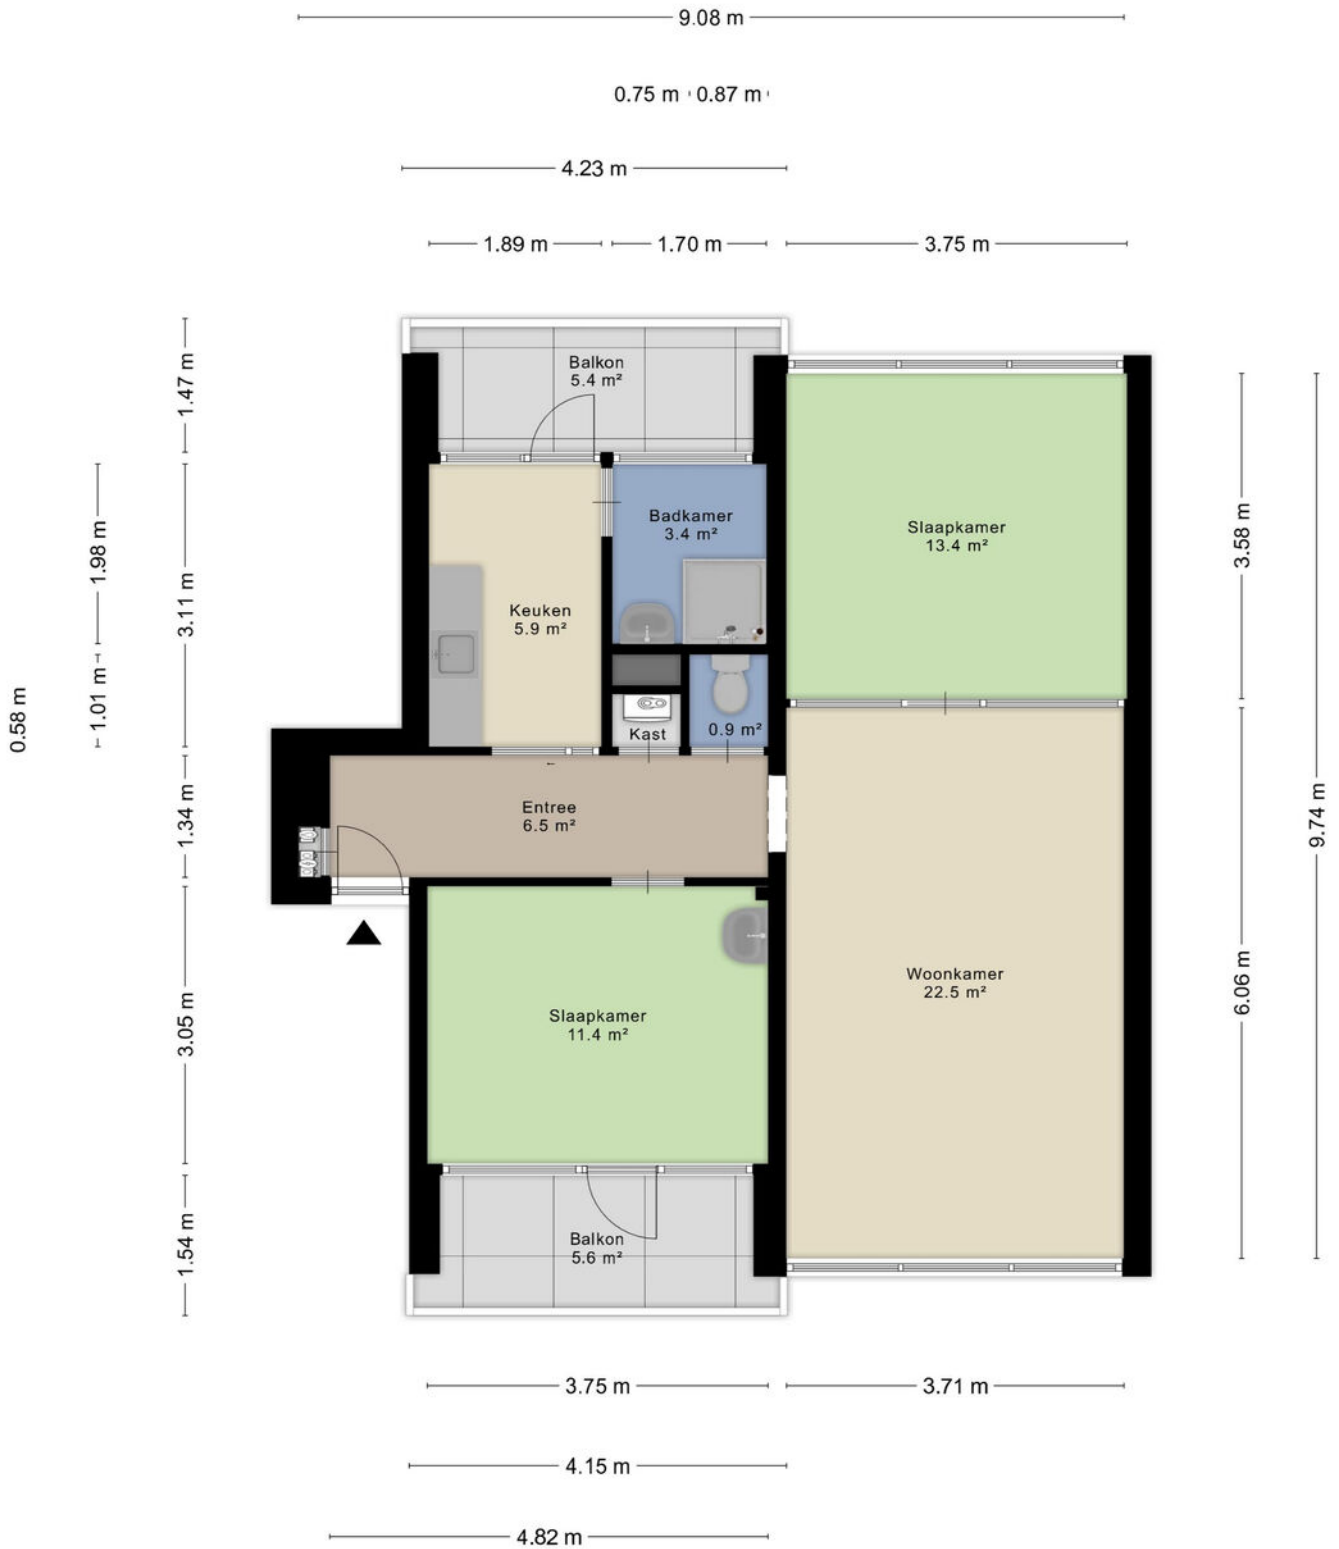 9.08 m
0.75 m
0.87 m
4.23 m
1.89 m
1.70 m
3.75 m
1.47 m
Balkon
5.4 m²
1.98 m
3.11 m
Badkamer
3.4 m²
Slaapkamer
13.4 m²
3.58 m
Keuken
5.9 m²
0.58 m
1.01 m
0.9 m²
Kast
1.34 m
Entree
6.5 m²
9.74 m
Woonkamer
22.5 m²
6.06 m
3.05 m
Slaapkamer
11.4 m²
1.54 m
Balkon
5.6 m²
3.75 m
3.71 m
4.15 m
4.82 m